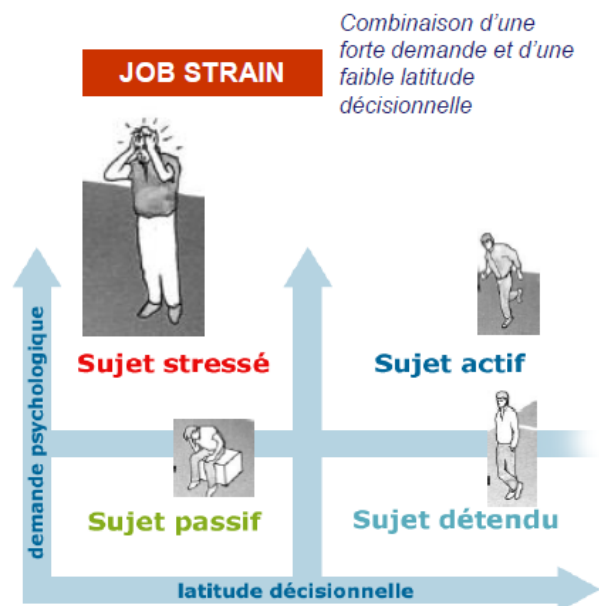 JOB STRAIN
Combinaison d'une
forte demande et d'une
faible latitude
décisionnelle
demande psychologique
Sujet stressé
Sujet actif
Sujet passif
Sujet détendu
latitude décisionnelle